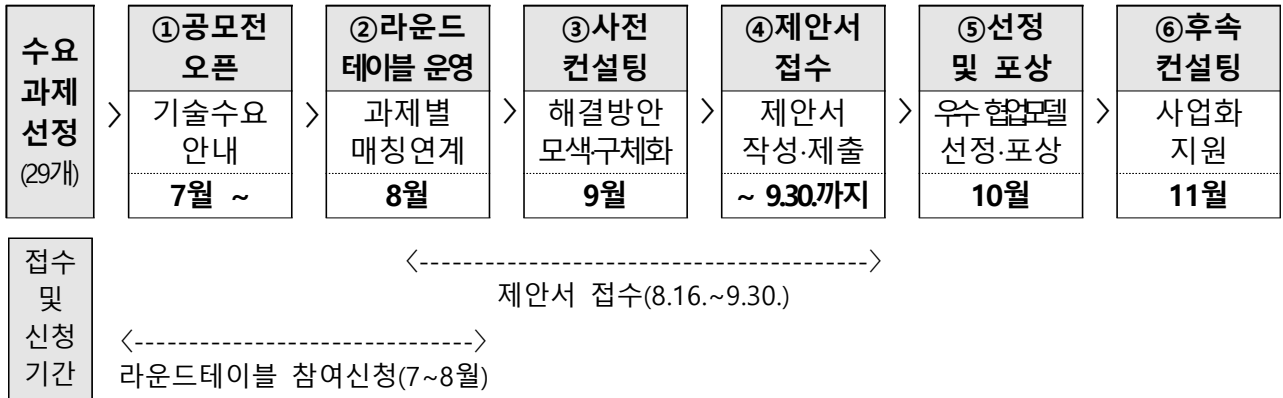 수요
과제
선정
(29개)
〉
①공모전
오픈
기술수요
안내
7월 ~
〉
②라운드
테이블 운영
과제별
매칭연계
8월
〉
③사전
컨설팅
해결방안
모색·구체화
9월
〉
④제안서
접수
제안서
작성·제출
~ 9.30.까지
〉
⑤선정
및 포상
우수 협업모델
선정·포상
10월
〉
⑥후속
컨설팅
사업화
지원
11월
접수
및
신청
기간
〈-----------------------------------------〉
제안서 접수(8.16.~9.30.)
〈-------------------------------〉
라운드테이블 참여신청(7~8월)